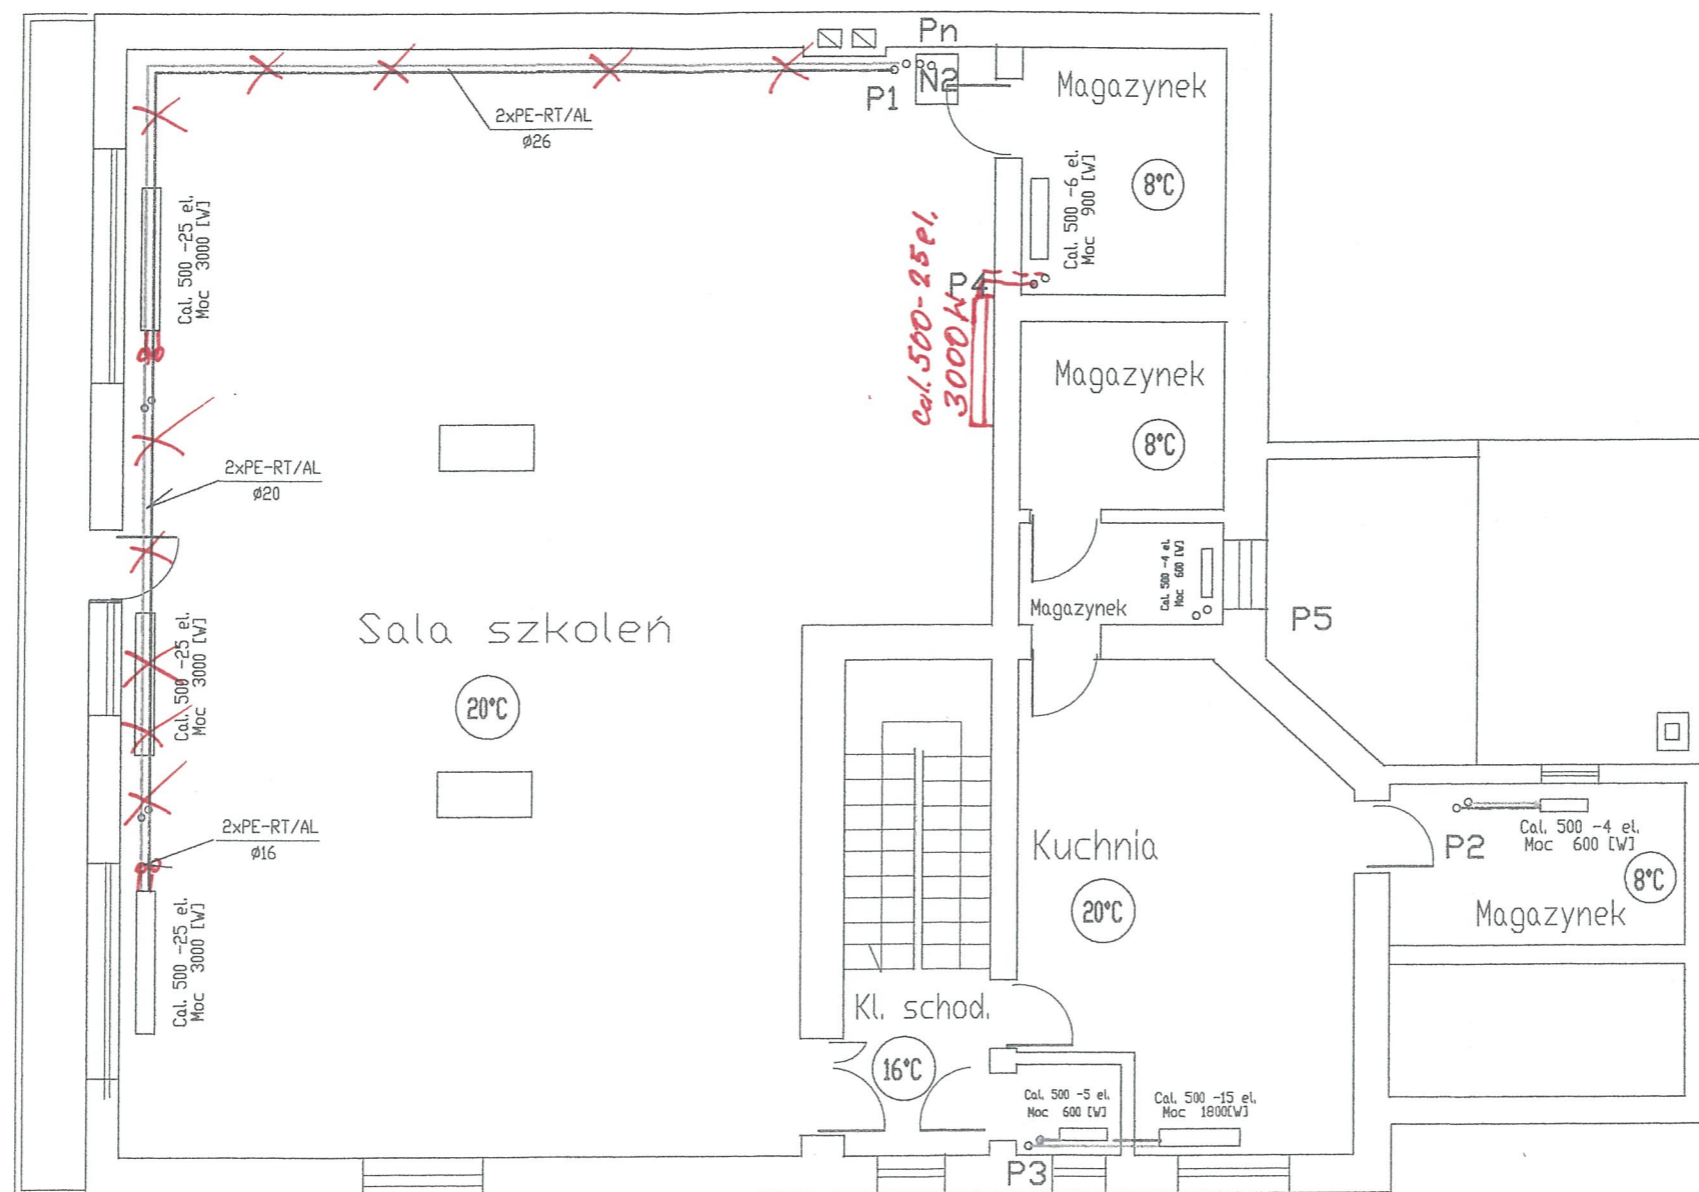 Pn
N2
P1
Magazynek
8°C
2xPE-RT/AL
ø26
Cal. 500 -25 el.
Moc 3000 [W]
Cal. 500 -6 el.
Moc 900 [W]
P4
Cal. 500-25 el.
3000 W
Magazynek
8°C
2xPE-RT/AL
ø20
Cal. 500 -4 el.
Moc 600 [W]
Magazynek
P5
Sala szkoleń
20°C
Cal. 500 -25 el.
Moc 3000 [W]
2xPE-RT/AL
ø16
Cal. 500 -25 el.
Moc 3000 [W]
Kuchnia
20°C
P2
Cal. 500 -4 el.
Moc 600 [W]
8°C
Magazynek
Kl. schod.
16°C
Cal. 500 -5 el.
Moc 600 [W]
Cal. 500 -15 el.
Moc 1800[W]
P3